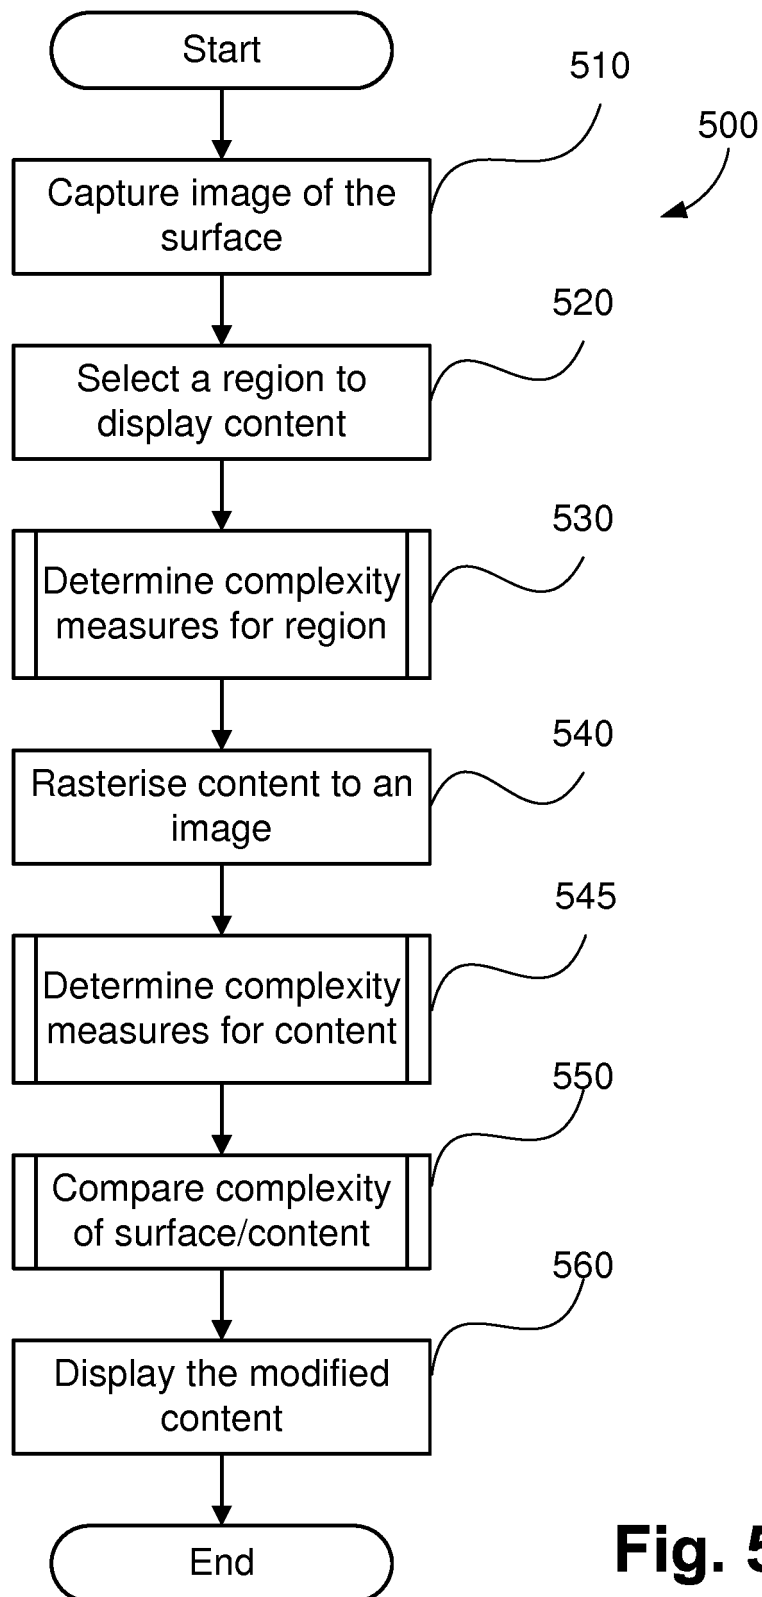 Start
510
500
Capture image of the
surface
520
Select a region to
display content
530
Determine complexity
measures for region
540
Rasterise content to an
image
545
Determine complexity
measures for content
550
Compare complexity
of surface/content
560
Display the modified
content
End
Fig. 5